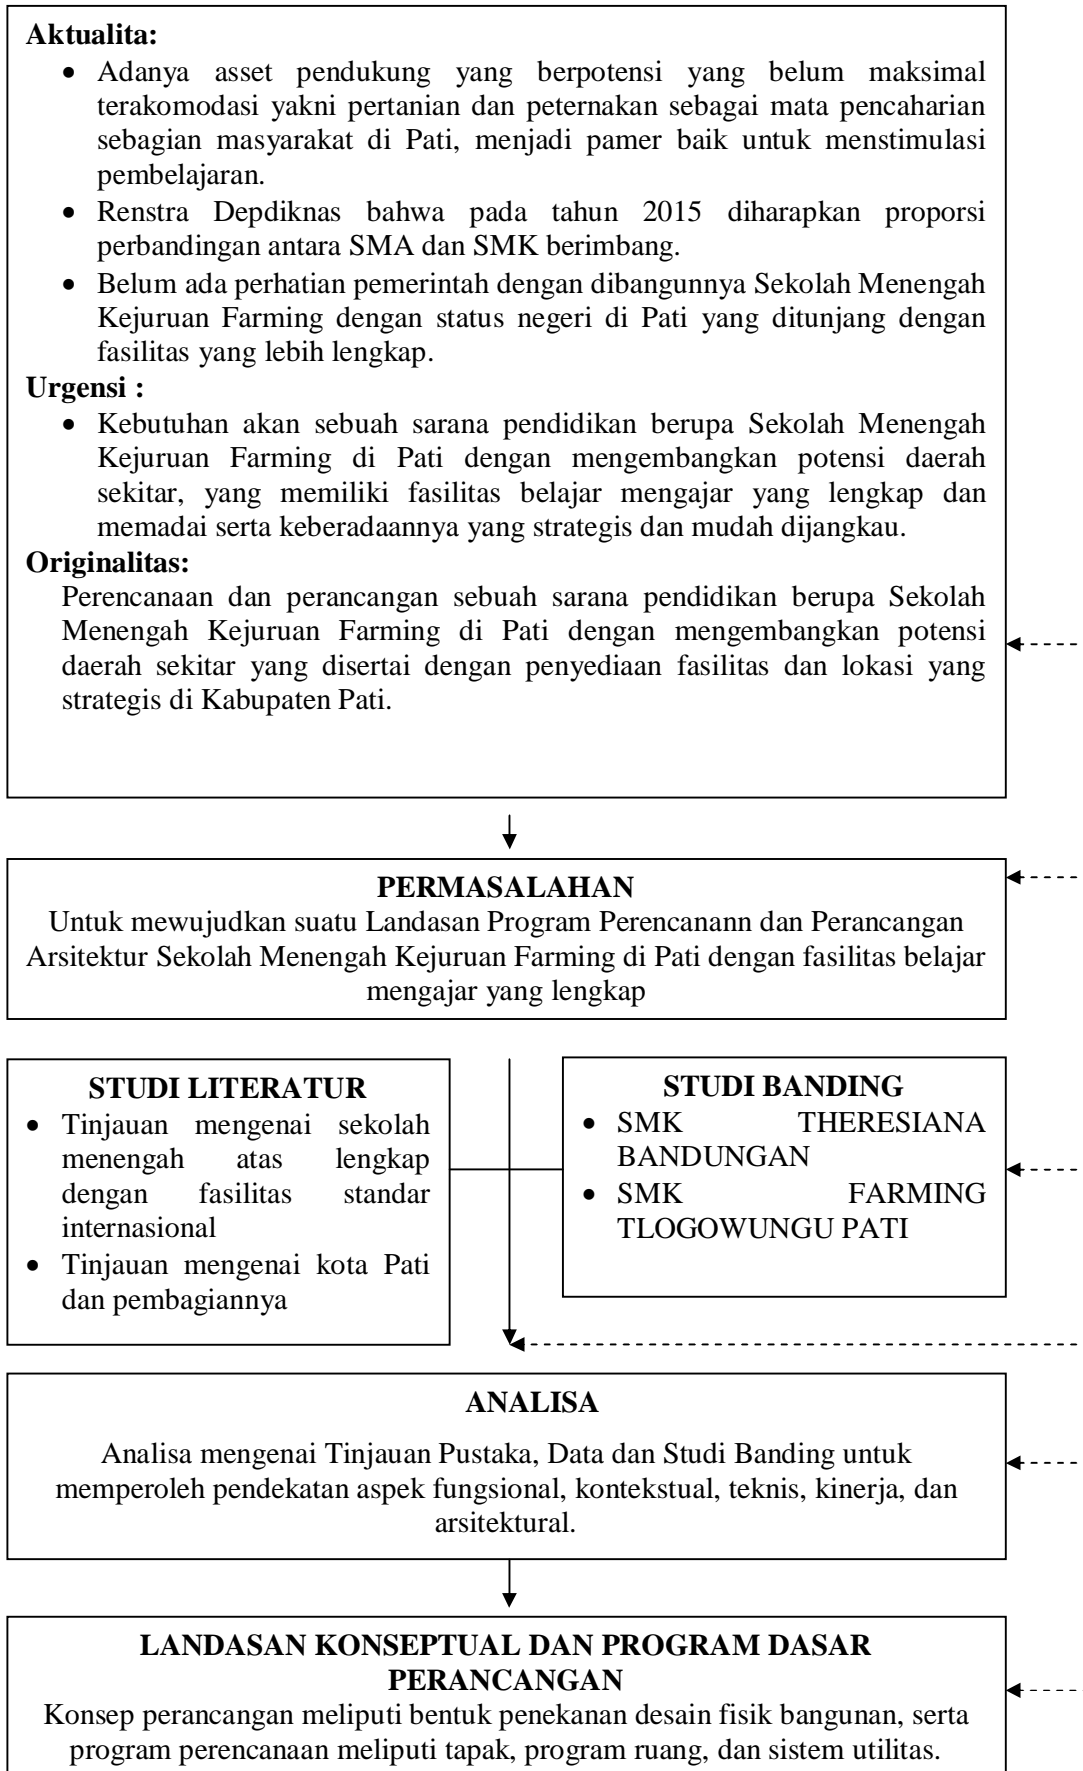 Aktualita:
• Adanya asset pendukung yang berpotensi yang belum maksimal
terakomodasi yakni pertanian dan peternakan sebagai mata pencaharian
sebagian masyarakat di Pati, menjadi pamer baik untuk menstimulasi
pembelajaran.
• Renstra Depdiknas bahwa pada tahun 2015 diharapkan proporsi
perbandingan antara SMA dan SMK berimbang.
• Belum ada perhatian pemerintah dengan dibangunnya Sekolah Menengah
Kejuruan Farming dengan status negeri di Pati yang ditunjang dengan
fasilitas yang lebih lengkap.
Urgensi :
• Kebutuhan akan sebuah sarana pendidikan berupa Sekolah Menengah
Kejuruan Farming di Pati dengan mengembangkan potensi daerah
sekitar, yang memiliki fasilitas belajar mengajar yang lengkap dan
memadai serta keberadaannya yang strategis dan mudah dijangkau.
Originalitas:
Perencanaan dan perancangan sebuah sarana pendidikan berupa Sekolah
Menengah Kejuruan Farming di Pati dengan mengembangkan potensi
daerah sekitar yang disertai dengan penyediaan fasilitas dan lokasi yang
strategis di Kabupaten Pati.
PERMASALAHAN
Untuk mewujudkan suatu Landasan Program Perencanann dan Perancangan
Arsitektur Sekolah Menengah Kejuruan Farming di Pati dengan fasilitas belajar
mengajar yang lengkap
STUDI LITERATUR
• Tinjauan mengenai sekolah
menengah atas lengkap
dengan fasilitas standar
internasional
• Tinjauan mengenai kota Pati
dan pembagiannya
STUDI BANDING
• SMK THERESIANA
BANDUNGAN
• SMK FARMING
TLOGOWUNGU PATI
ANALISA
Analisa mengenai Tinjauan Pustaka, Data dan Studi Banding untuk
memperoleh pendekatan aspek fungsional, kontekstual, teknis, kinerja, dan
arsitektural.
LANDASAN KONSEPTUAL DAN PROGRAM DASAR
PERANCANGAN
Konsep perancangan meliputi bentuk penekanan desain fisik bangunan, serta
program perencanaan meliputi tapak, program ruang, dan sistem utilitas.